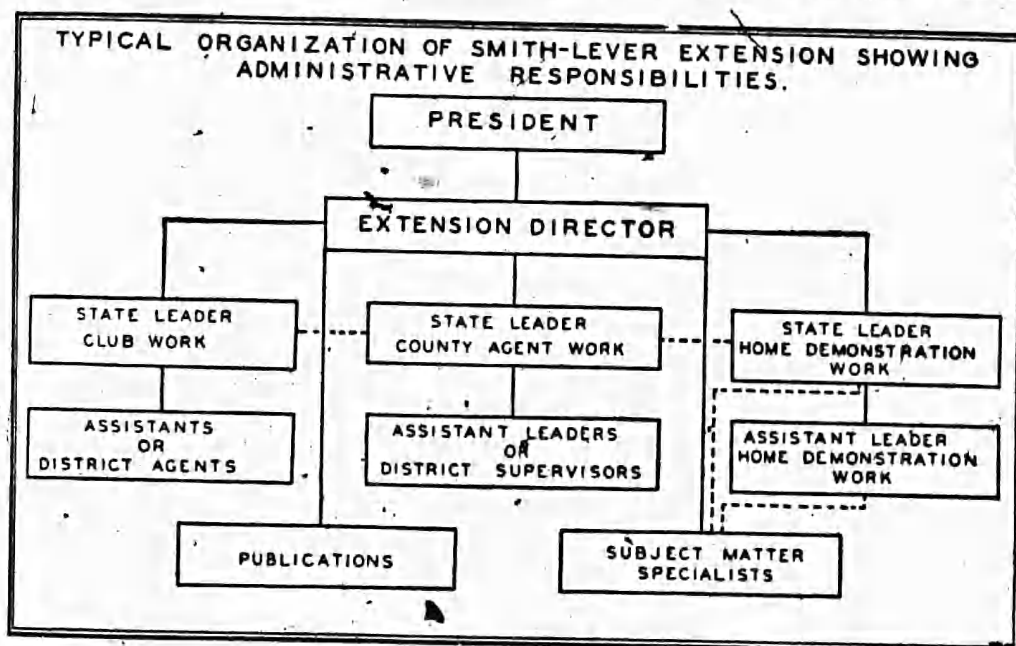 TYPICAL ORGANIZATION OF SMITH-LEVER EXTENSION SHOWING
ADMINISTRATIVE RESPONSIBILITIES.
PRESIDENT
EXTENSION DIRECTOR
STATE LEADER
CLUB WORK
STATE LEADER
COUNTY AGENT WORK
STATE LEADER
HOME DEMONSTRATION
WORK
ASSISTANTS
OR
DISTRICT AGENTS
ASSISTANT LEADERS
OR
DISTRICT SUPERVISORS
ASSISTANT LEADER
HOME DEMONSTRATION
WORK
PUBLICATIONS
SUBJECT MATTER
SPECIALISTS